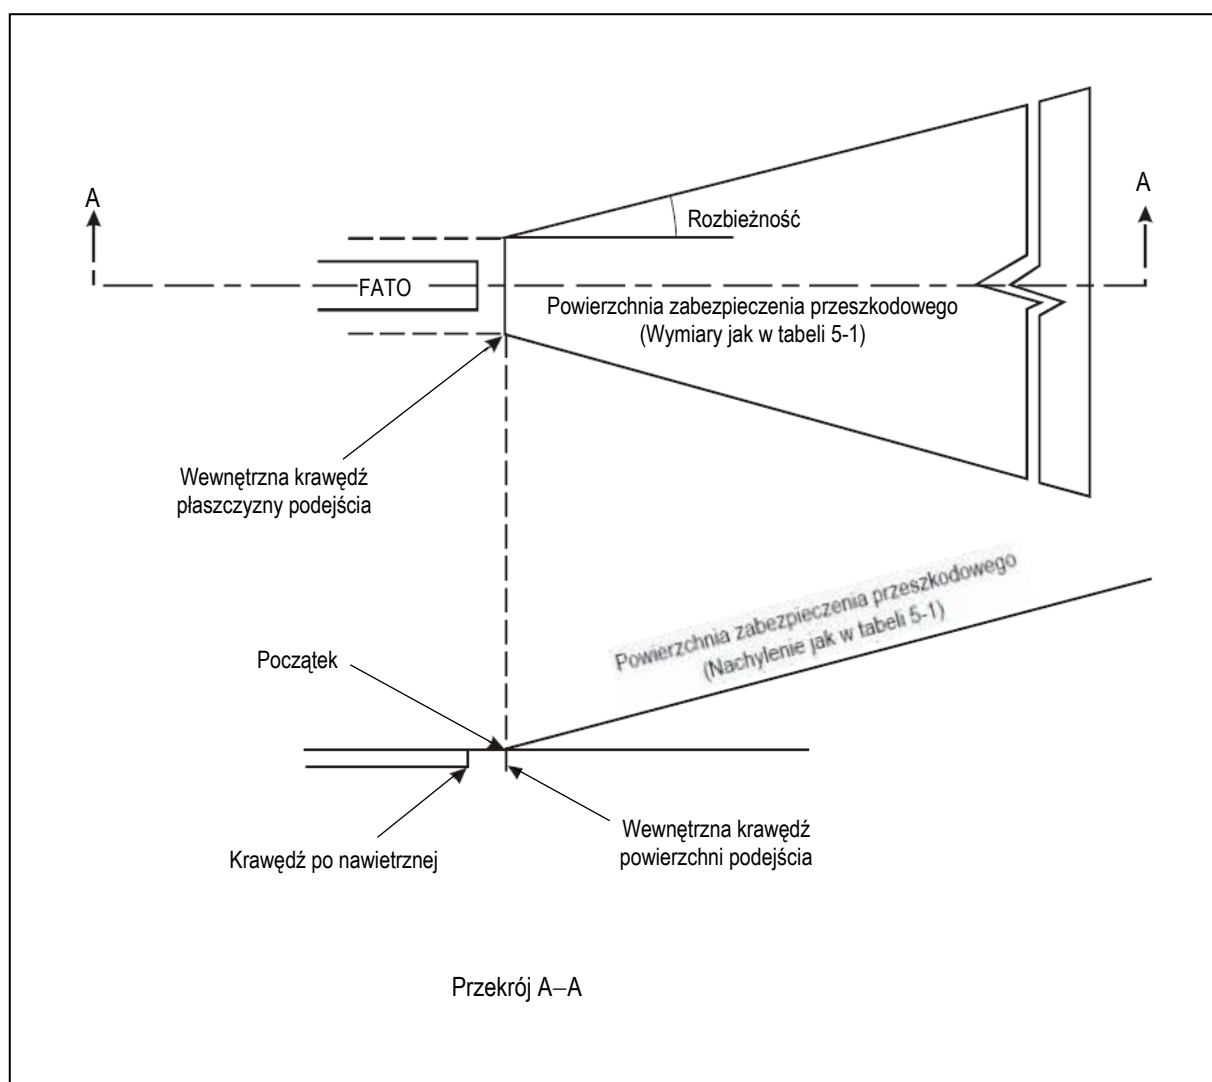 A
A
Rozbieżność
FATO
Powierzchnia zabezpieczenia przeszkodowego
(Wymiary jak w tabeli 5-1)
Wewnętrzna krawędź
płaszczyzny podejścia
Powierzchnia zabezpieczenia przeszkodowego
(Nachylenie jak w tabeli 5-1)
Początek
Krawędź po nawietrznej
Wewnętrzna krawędź
powierzchni podejścia
Przekrój A–A